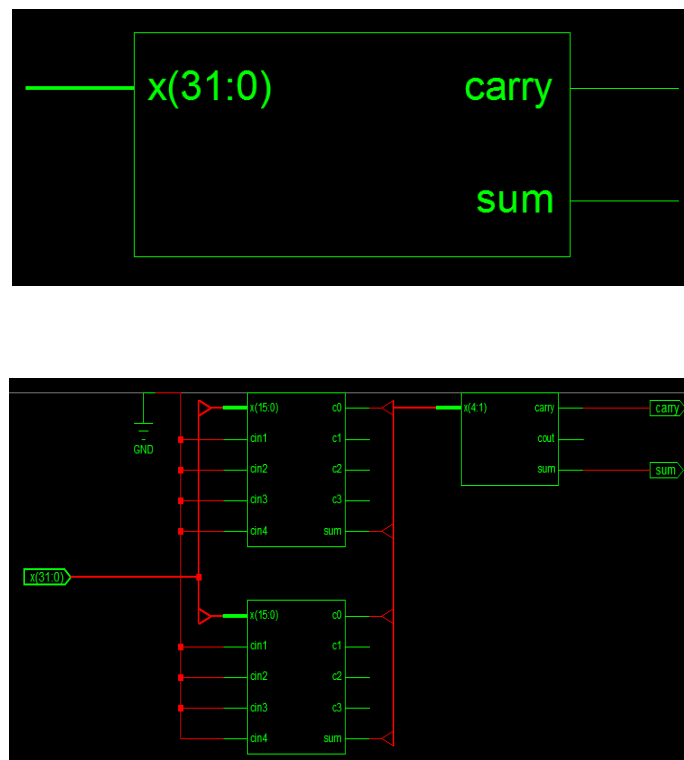 x(31:0) carry
sum
x(15:0) c0 x(4:1) carry carry
cin1 c1 cout
GND cin2 c2 sum sum
cin3 c3
cin4 sum
x(31:0)
x(15:0) c0
cin1 c1
cin2 c2
cin3 c3
cin4 sum